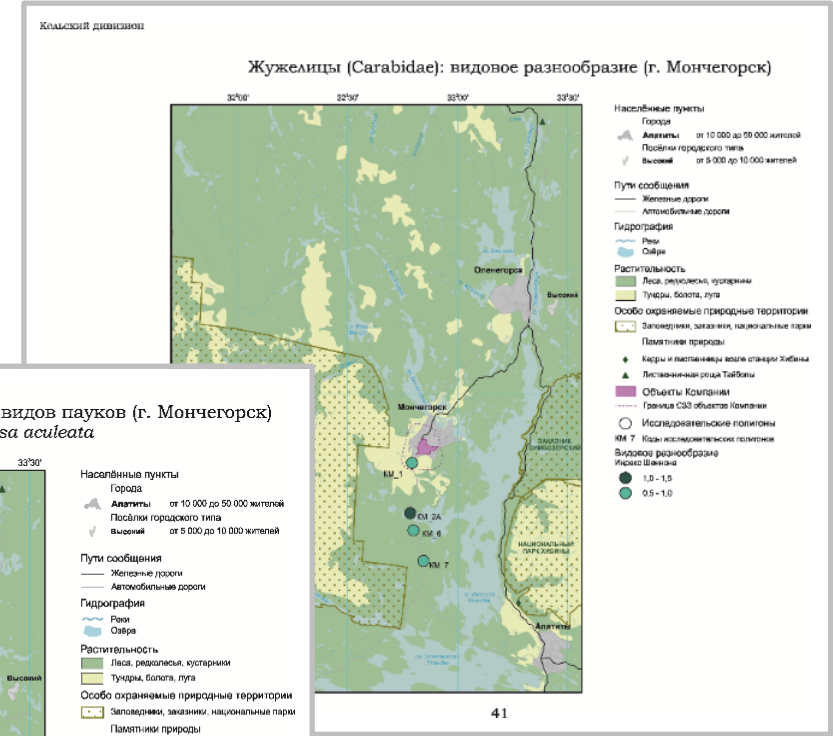 Кольский дивизион
Жужелицы (Carabidae): видовое разнообразие (г. Мончегорск)
32°00'
32°30'
33°00'
33°30'
Оленегорск
Высокий
Мончегорск
ЗАКАЗНИК
СИМБОЗЕРСКИЙ
КМ_1
КМ_2А
КМ_6
КМ_7
НАЦИОНАЛЬНЫЙ
ПАРК ХИБИНЫ
Апатиты
Населённые пункты
Города
Апатиты от 10 000 до 50 000 жителей
Посёлки городского типа
Высокий от 5 000 до 10 000 жителей
Пути сообщения
Железные дороги
Автомобильные дороги
Гидрография
Реки
Озёра
Растительность
Леса, редколесья, кустарники
Тундры, болота, луга
Особо охраняемые природные территории
Заповедники, заказники, национальные парки
Памятники природы
Кедры и лиственницы возле станции Хибины
Лиственничная роща Тайболы
Объекты Компании
Граница СЗЗ объектов Компании
Исследовательские полигоны
КМ_7 Коды исследовательских полигонов
Видовое разнообразие
Индекс Шеннона
1,0 - 1,5
0,5 - 1,0
41
видов пауков (г. Мончегорск)
sa aculeata
33°30'
Высокий
Населённые пункты
Города
Апатиты от 10 000 до 50 000 жителей
Посёлки городского типа
Высокий от 5 000 до 10 000 жителей
Пути сообщения
Железные дороги
Автомобильные дороги
Гидрография
Реки
Озёра
Растительность
Леса, редколесья, кустарники
Тундры, болота, луга
Особо охраняемые природные территории
Заповедники, заказники, национальные парки
Памятники природы